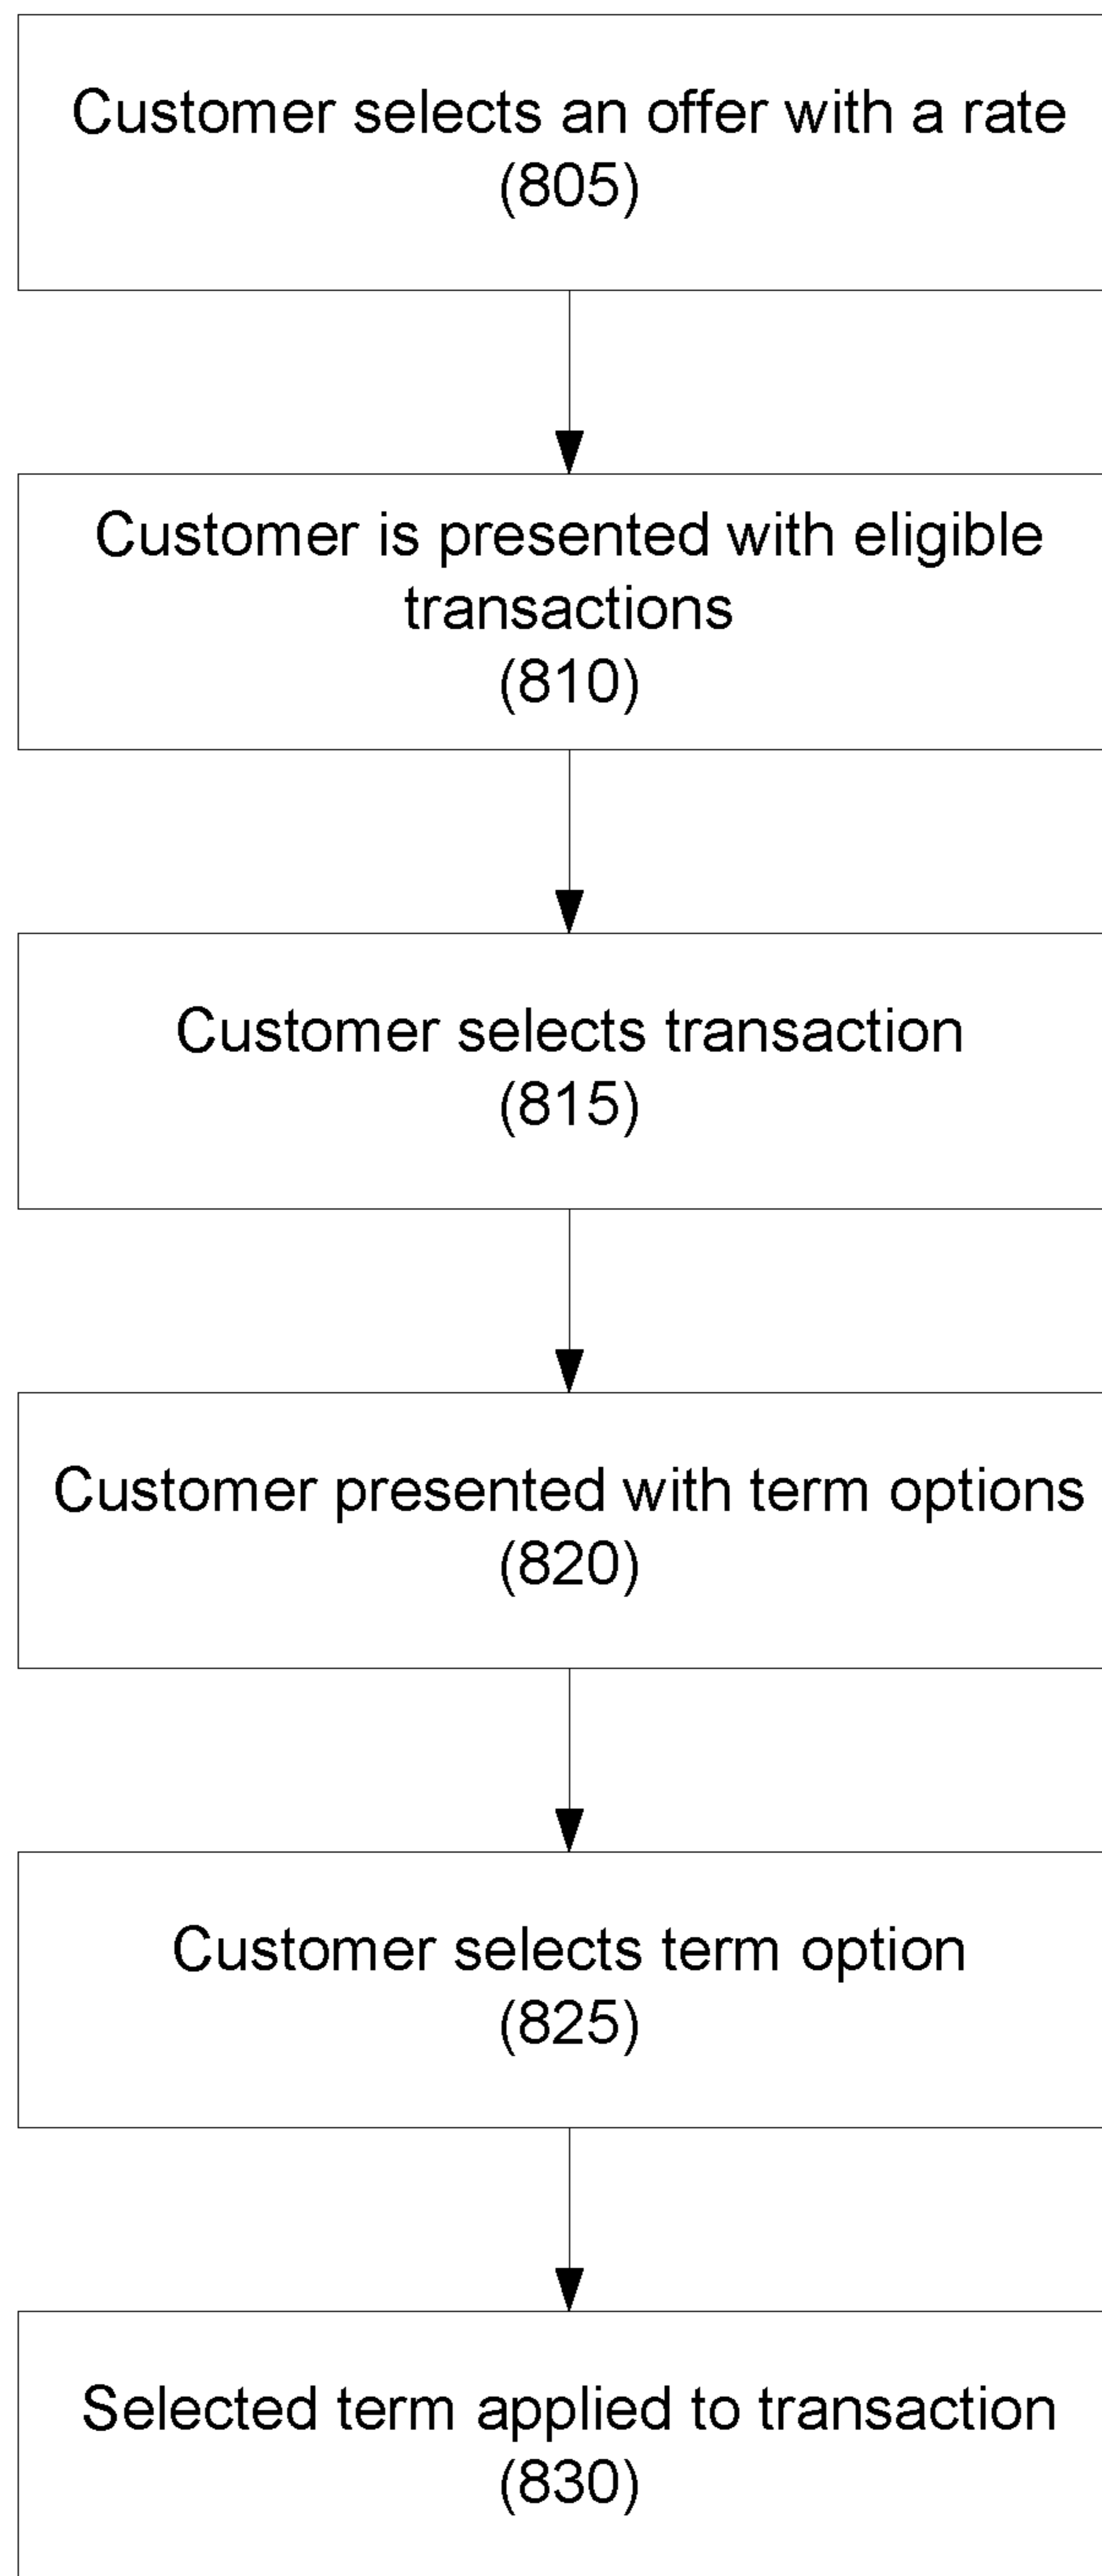 Customer selects an offer with a rate
(805)
Customer is presented with eligible
transactions
(810)
Customer selects transaction
(815)
Customer presented with term options
(820)
Customer selects term option
(825)
Selected term applied to transaction
(830)